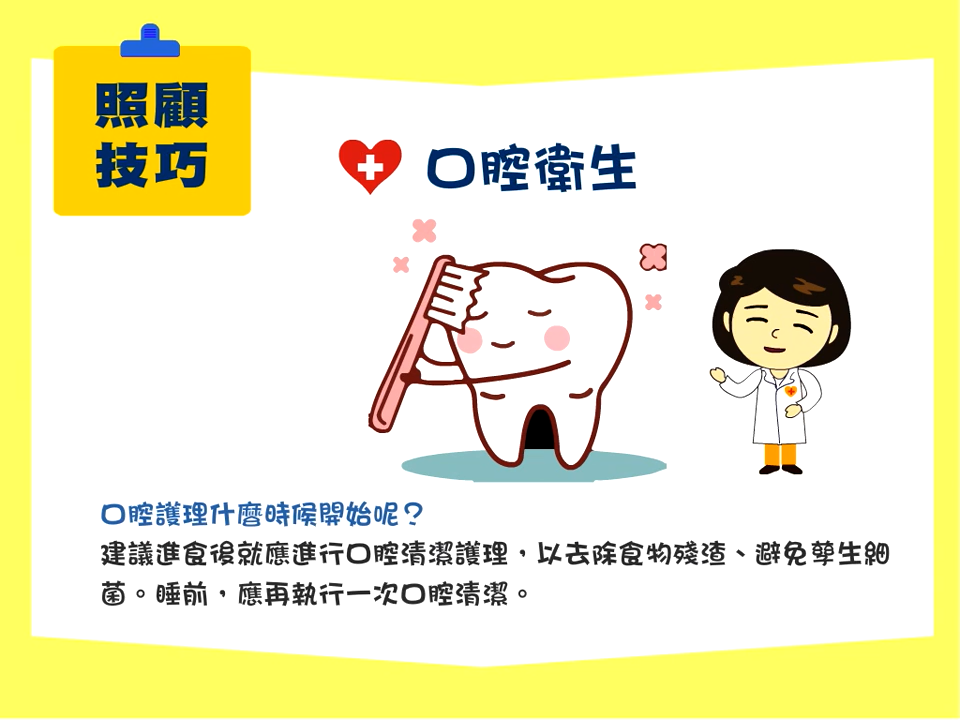 照顧
技巧
口腔衛生
口腔護理什麼時候開始呢？
建議進食後就應進行口腔清潔護理，以去除食物殘渣、避免孳生細
菌。睡前，應再執行一次口腔清潔。